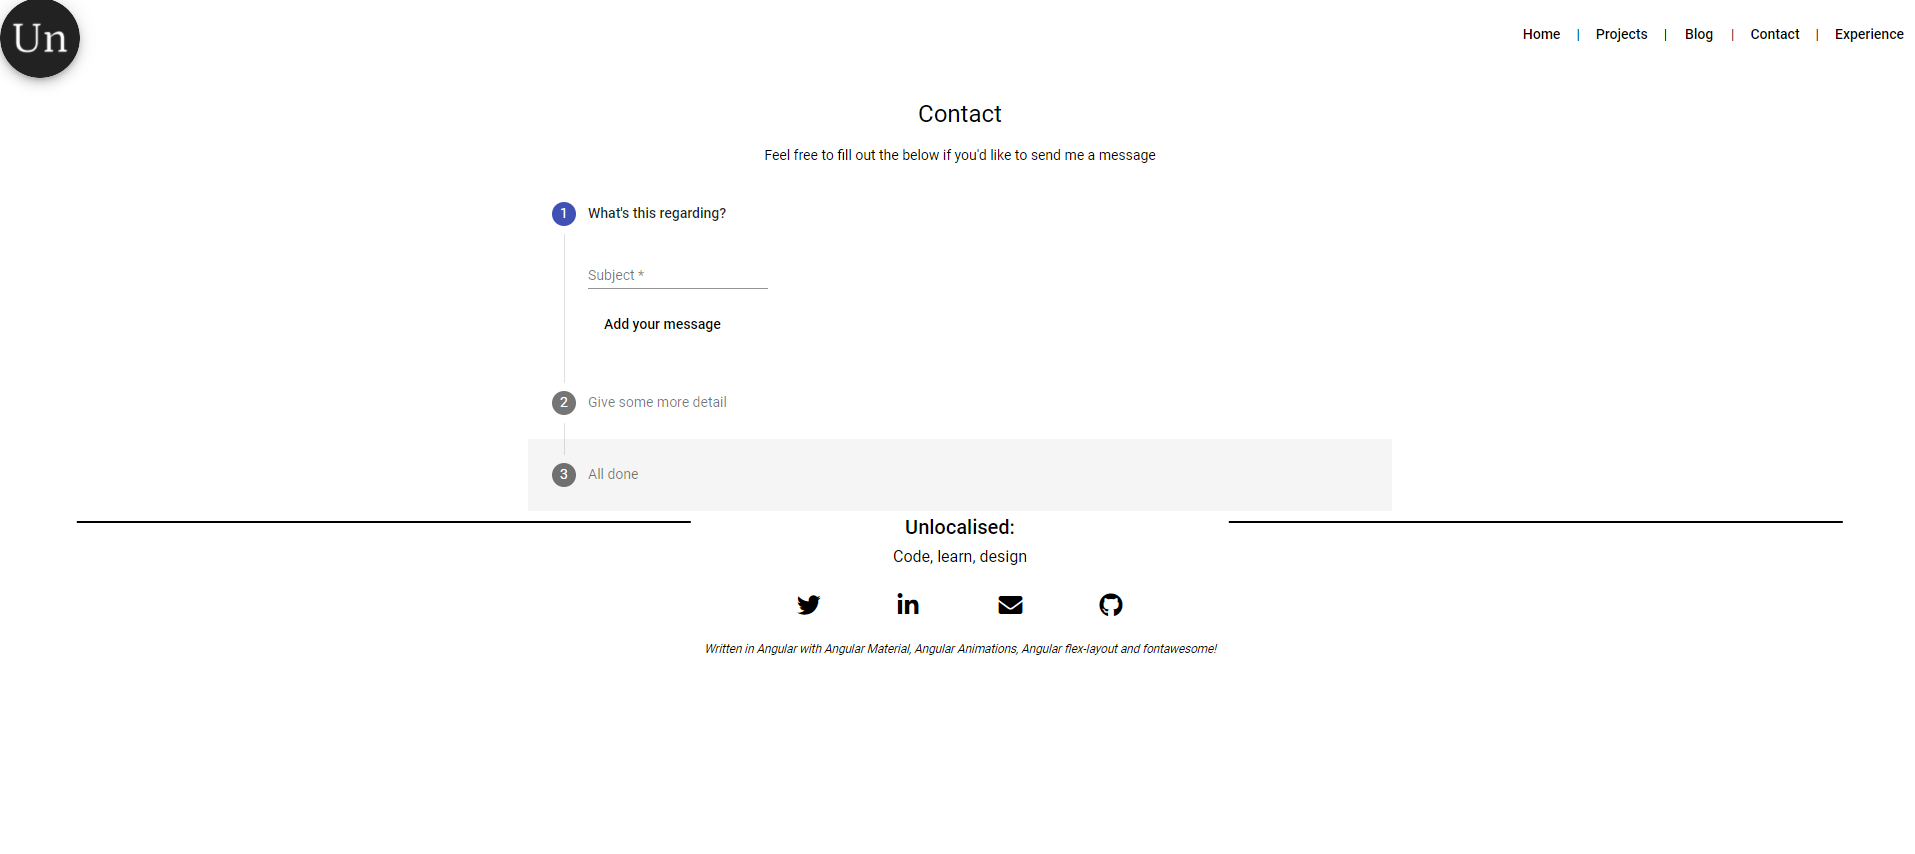 Un
Home | Projects | Blog | Contact | Experience
Contact
Feel free to fill out the below if you'd like to send me a message
1 What's this regarding?
Subject *
Add your message
2 Give some more detail
3 All done
Unlocalised:
Code, learn, design
Written in Angular with Angular Material, Angular Animations, Angular flex-layout and fontawesome!